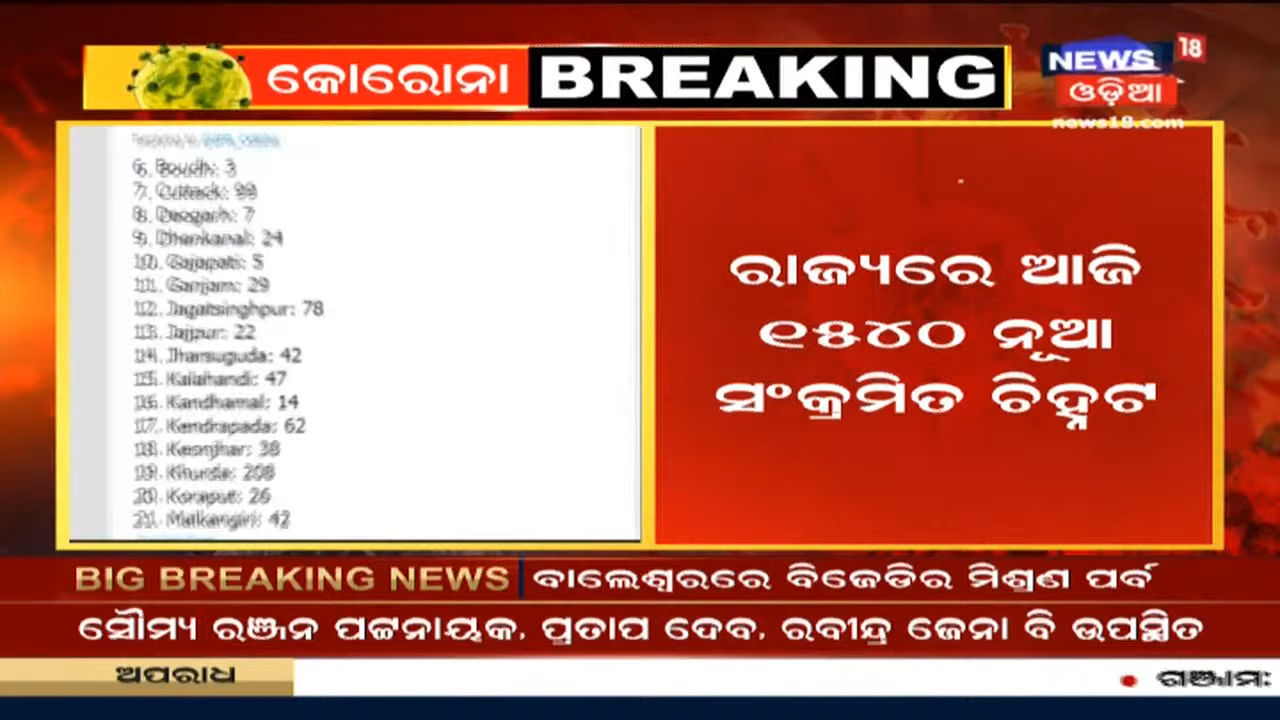 କୋରୋନା BREAKING
NEWS 18
ଓଡ଼ିଆ
news18.com
6. Boudh: 3
7. Cuttack: 99
8. Deogarh: 7
9. Dhenkanal: 24
10. Gajapati: 5
11. Ganjam: 29
12. Jagatsinghpur: 78
13. Jajpur: 22
14. Jharsuguda: 42
15. Kalahandi: 47
16. Kandhamal: 14
17. Kendrapada: 62
18. Keonjhar: 38
19. Khurda: 208
20. Koraput: 26
21. Malkangiri: 42
ରାଜ୍ୟରେ ଆଜି
୧୫୪୦ ନୂଆ
ସଂକ୍ରମିତ ଚିହ୍ନଟ
BIG BREAKING NEWS ବାଲେଶ୍ୱରରେ ବିଜେଡିର ମିଶ୍ରଣ ପର୍ବ
ସୌମ୍ୟ ରଞ୍ଜନ ପଟ୍ଟନାୟକ, ପ୍ରତାପ ଦେବ, ରବୀନ୍ଦ୍ର ଜେନା ବି ଉପସ୍ଥିତ
ଅପରାଧ
ଗଞ୍ଜାମ: